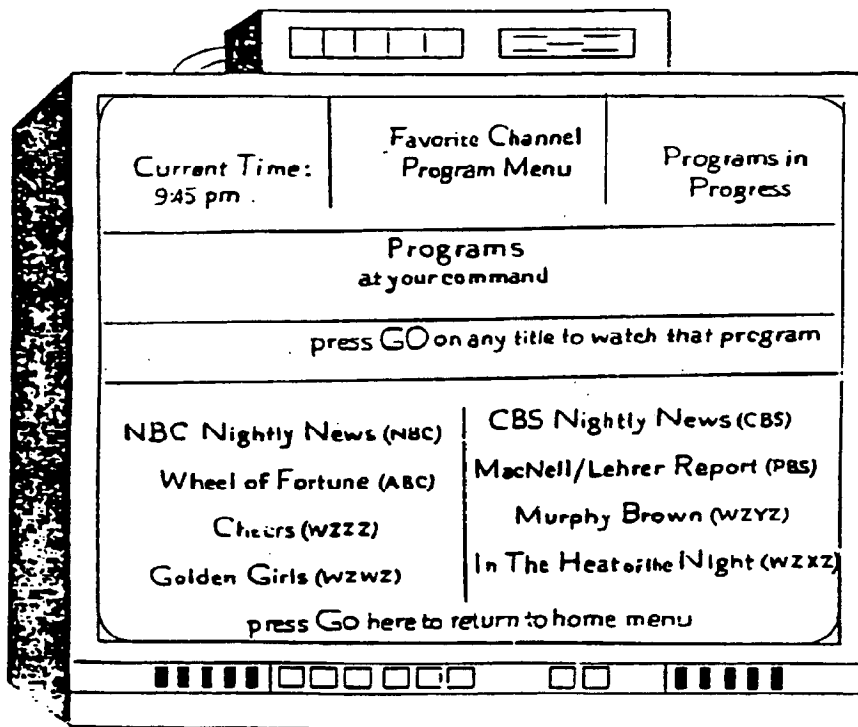 Current Time:
9:45 pm
Favorite Channel
Program Menu
Programs in
Progress
Programs
at your command
press GO on any title to watch that program
NBC Nightly News (NBC)
Wheel of Fortune (ABC)
Cheers (WZZZ)
Golden Girls (WZWZ)
CBS Nightly News (CBS)
MacNell/Lehrer Report (PBS)
Murphy Brown (WZYZ)
In The Heat of the Night (WZXZ)
press Go here to return to home menu